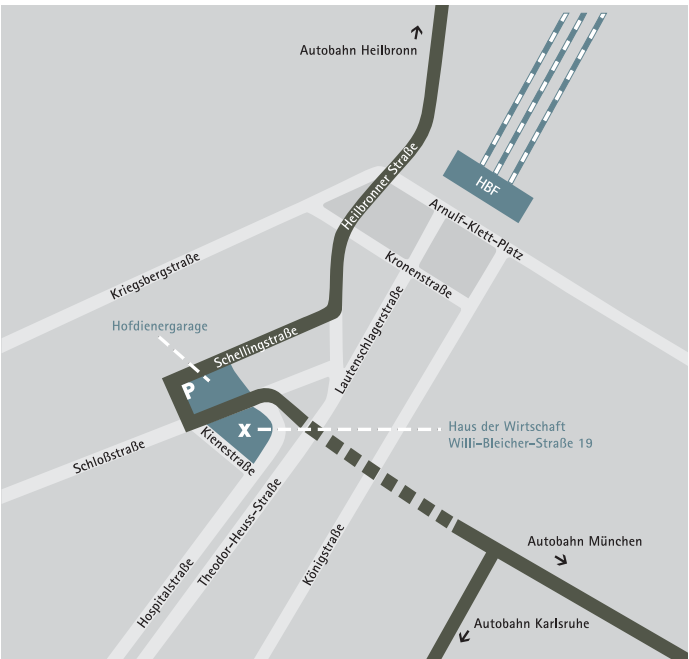 Autobahn Heilbronn
Heilbronner Straße
HBF
Arnulf-Klett-Platz
Kriegsbergstraße
Kronenstraße
Hofdienergarage
Schellingstraße
Lautenschlagerstraße
P
X
Haus der Wirtschaft
Willi-Bleicher-Straße 19
Schloßstraße
Kienestraße
Hospitalstraße
Theodor-Heuss-Straße
Königstraße
Autobahn München
Autobahn Karlsruhe